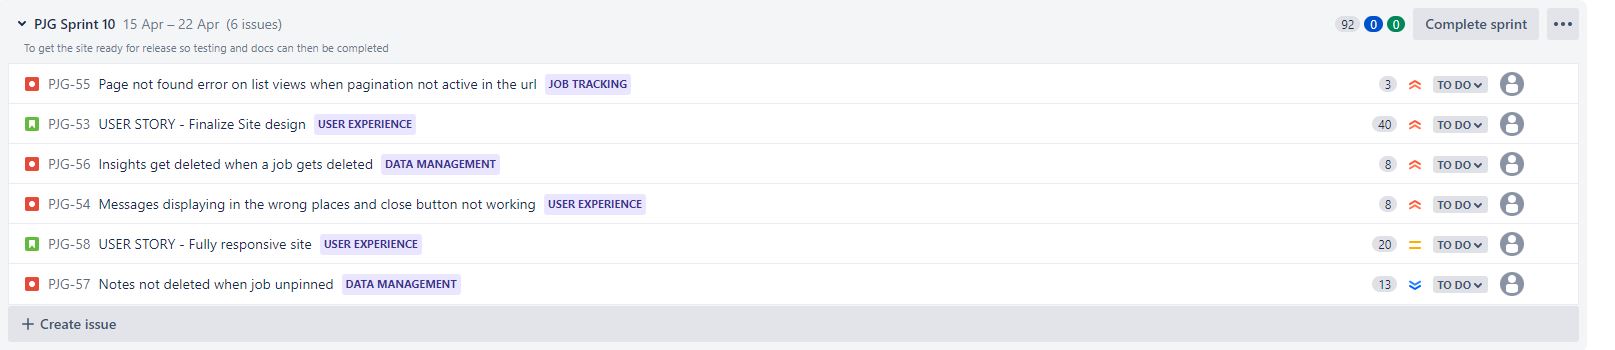 PJG Sprint 10 15 Apr – 22 Apr (6 issues) 92 0 0 Complete sprint
To get the site ready for release so testing and docs can then be completed
PJG-55 Page not found error on list views when pagination not active in the url JOB TRACKING 3 TO DO
PJG-53 USER STORY - Finalize Site design USER EXPERIENCE 40 TO DO
PJG-56 Insights get deleted when a job gets deleted DATA MANAGEMENT 8 TO DO
PJG-54 Messages displaying in the wrong places and close button not working USER EXPERIENCE 8 TO DO
PJG-58 USER STORY - Fully responsive site USER EXPERIENCE 20 TO DO
PJG-57 Notes not deleted when job unpinned DATA MANAGEMENT 13 TO DO
+ Create issue